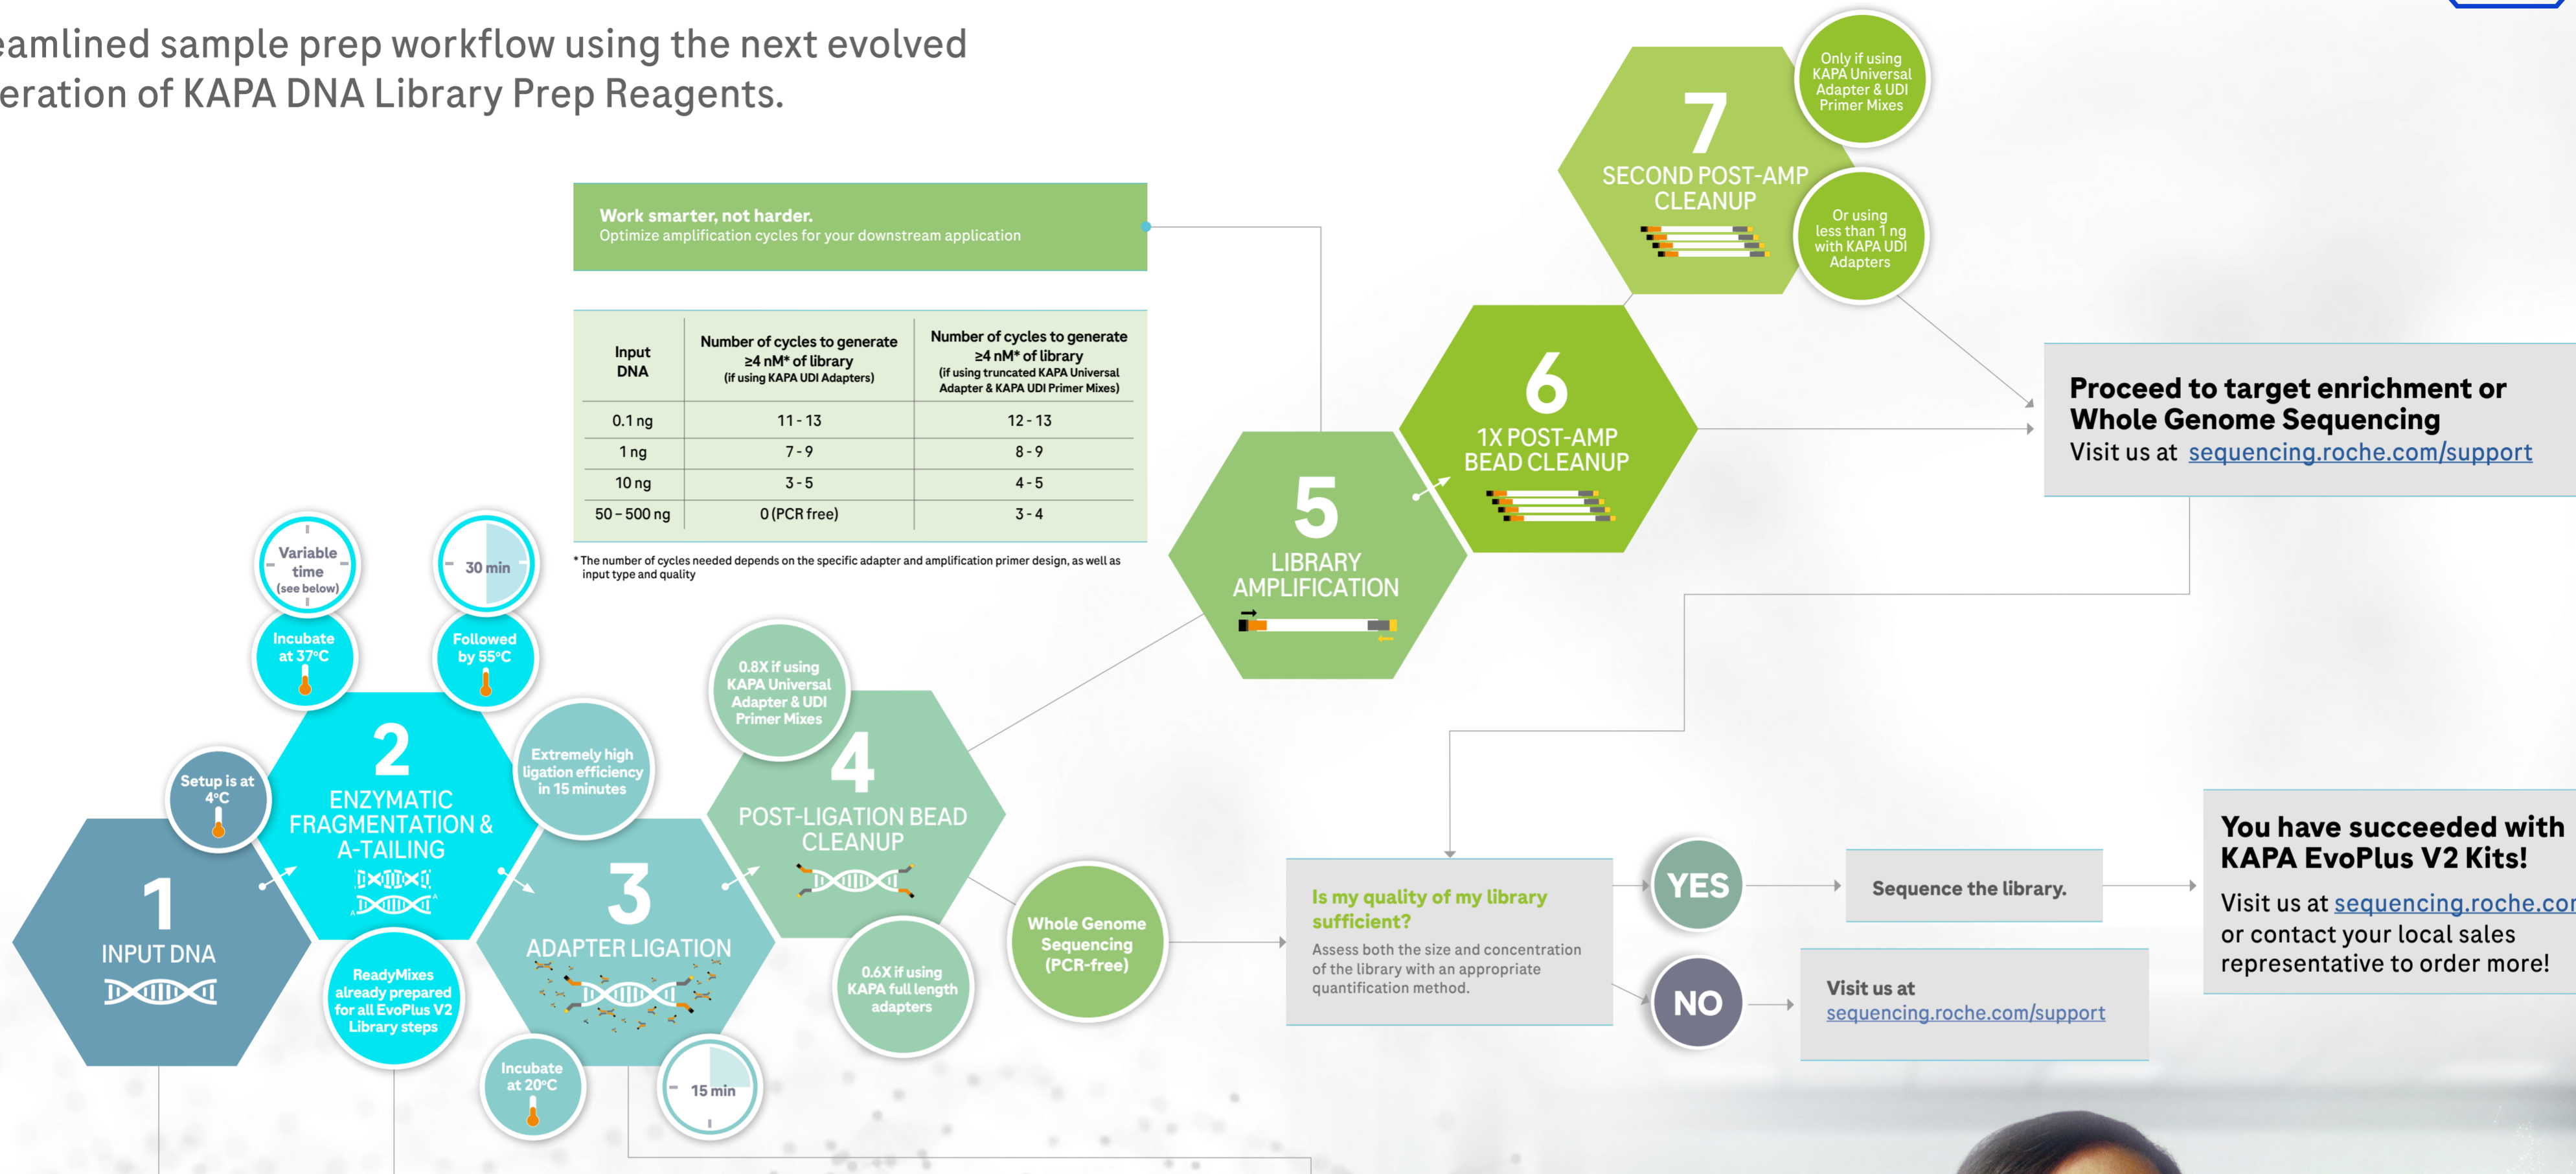 eamlined sample prep workflow using the next evolved
eration of KAPA DNA Library Prep Reagents.
Work smarter, not harder.
Optimize amplification cycles for your downstream application
Input
DNA
Number of cycles to generate
≥4 nM* of library
(if using KAPA UDI Adapters)
Number of cycles to generate
≥4 nM* of library
(if using truncated KAPA Universal
Adapter & KAPA UDI Primer Mixes)
0.1 ng 11 - 13 12 - 13
1 ng 7 - 9 8 - 9
10 ng 3 - 5 4 - 5
50 – 500 ng 0 (PCR free) 3 - 4
* The number of cycles needed depends on the specific adapter and amplification primer design, as well as
input type and quality
1
INPUT DNA
Setup is at
4°C
2
ENZYMATIC
FRAGMENTATION &
A-TAILING
A
A
Variable
time
(see below)
Incubate
at 37°C
30 min
Followed
by 55°C
ReadyMixes
already prepared
for all EvoPlus V2
Library steps
3
ADAPTER LIGATION
Extremely high
ligation efficiency
in 15 minutes
Incubate
at 20°C
15 min
4
POST-LIGATION BEAD
CLEANUP
0.8X if using
KAPA Universal
Adapter & UDI
Primer Mixes
0.6X if using
KAPA full length
adapters
Whole Genome
Sequencing
(PCR-free)
5
LIBRARY
AMPLIFICATION
6
1X POST-AMP
BEAD CLEANUP
7
SECOND POST-AMP
CLEANUP
Only if using
KAPA Universal
Adapter & UDI
Primer Mixes
Or using
less than 1 ng
with KAPA UDI
Adapters
Proceed to target enrichment or
Whole Genome Sequencing
Visit us at sequencing.roche.com/support
Is my quality of my library
sufficient?
Assess both the size and concentration
of the library with an appropriate
quantification method.
YES
Sequence the library.
NO
Visit us at
sequencing.roche.com/support
You have succeeded with
KAPA EvoPlus V2 Kits!
Visit us at sequencing.roche.co
or contact your local sales
representative to order more!